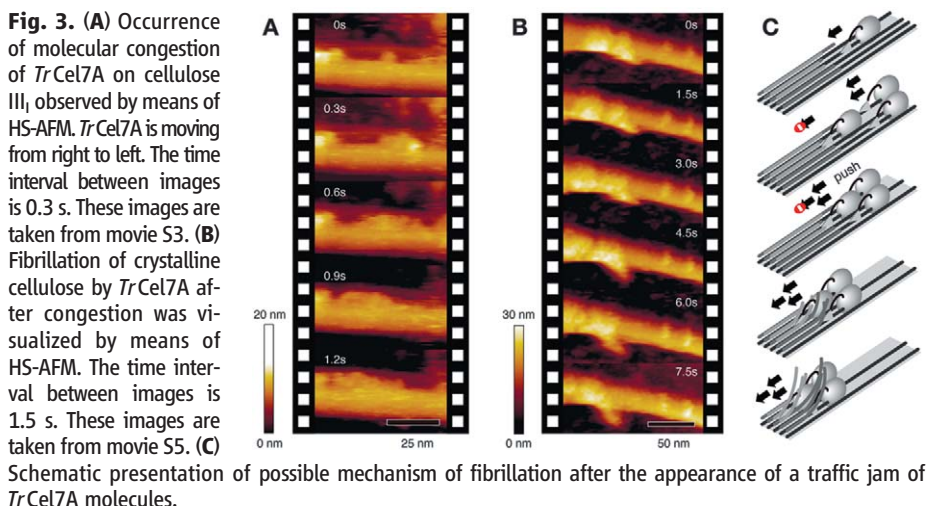 Fig. 3. (A) Occurrence
of molecular congestion
of TrCel7A on cellulose
IIII observed by means of
HS-AFM. TrCel7A is moving
from right to left. The time
interval between images
is 0.3 s. These images are
taken from movie S3. (B)
Fibrillation of crystalline
cellulose by TrCel7A af-
ter congestion was vi-
sualized by means of
HS-AFM. The time inter-
val between images is
1.5 s. These images are
taken from movie S5. (C)
Schematic presentation of possible mechanism of fibrillation after the appearance of a traffic jam of
TrCel7A molecules.
A
0s
0.3s
0.6s
0.9s
1.2s
20 nm
0 nm
25 nm
B
0s
1.5s
3.0s
4.5s
6.0s
7.5s
30 nm
0 nm
50 nm
C
push